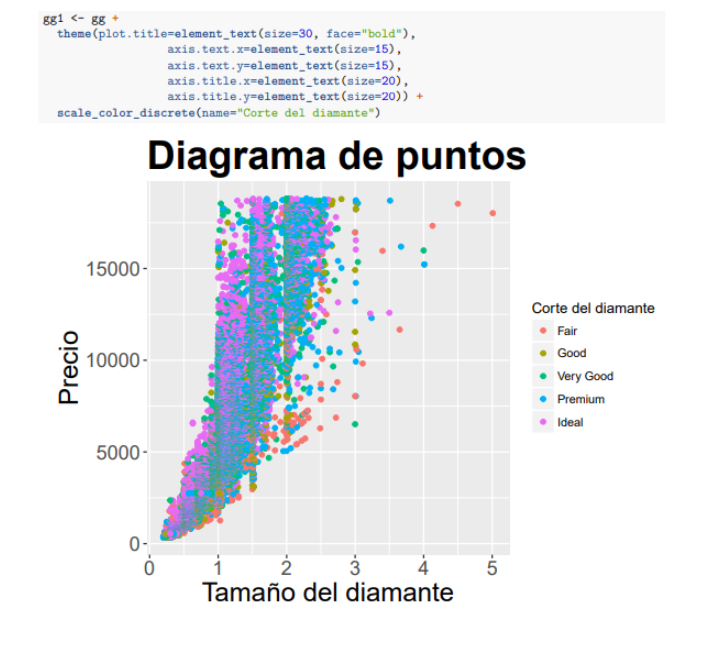 gg1 <- gg +
theme(plot.title=element_text(size=30, face="bold"),
axis.text.x=element_text(size=15),
axis.text.y=element_text(size=15),
axis.title.x=element_text(size=20),
axis.title.y=element_text(size=20)) +
scale_color_discrete(name="Corte del diamante")
Diagrama de puntos
Precio
15000
10000
5000
0
0 1 2 3 4 5
Tamaño del diamante
Corte del diamante
Fair
Good
Very Good
Premium
Ideal